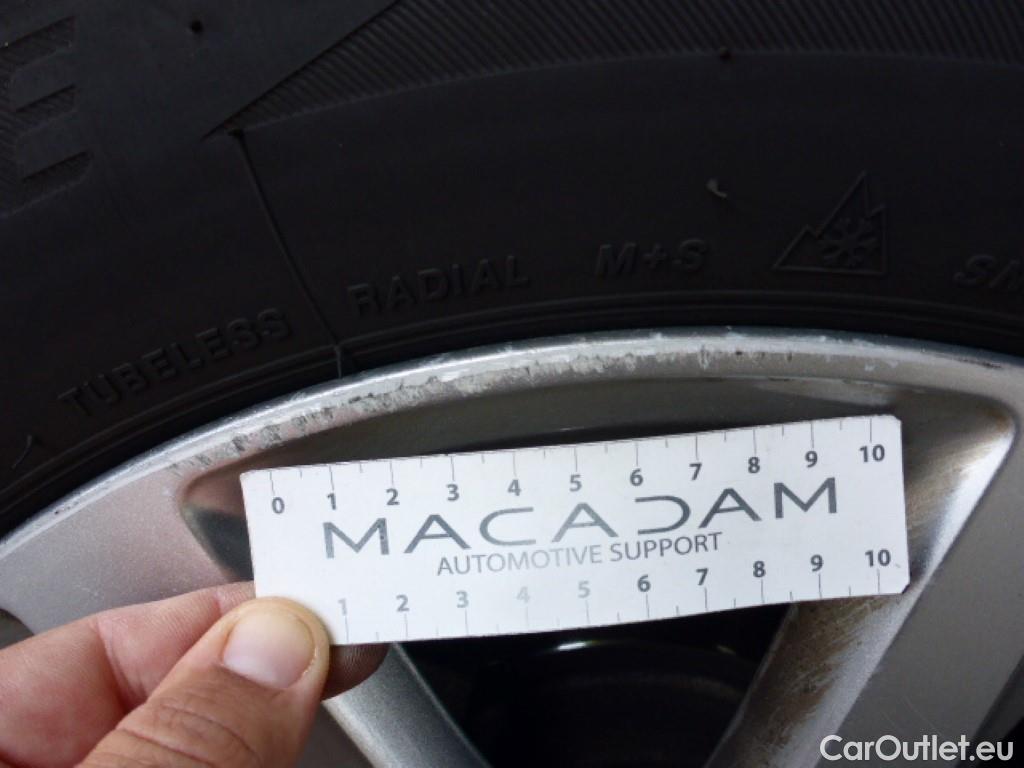 TUBELESS RADIAL M+S
0 1 2 3 4 5 6 7 8 9 10
MACADAM
AUTOMOTIVE SUPPORT
1 2 3 4 5 6 7 8 9 10
CarOutlet.eu